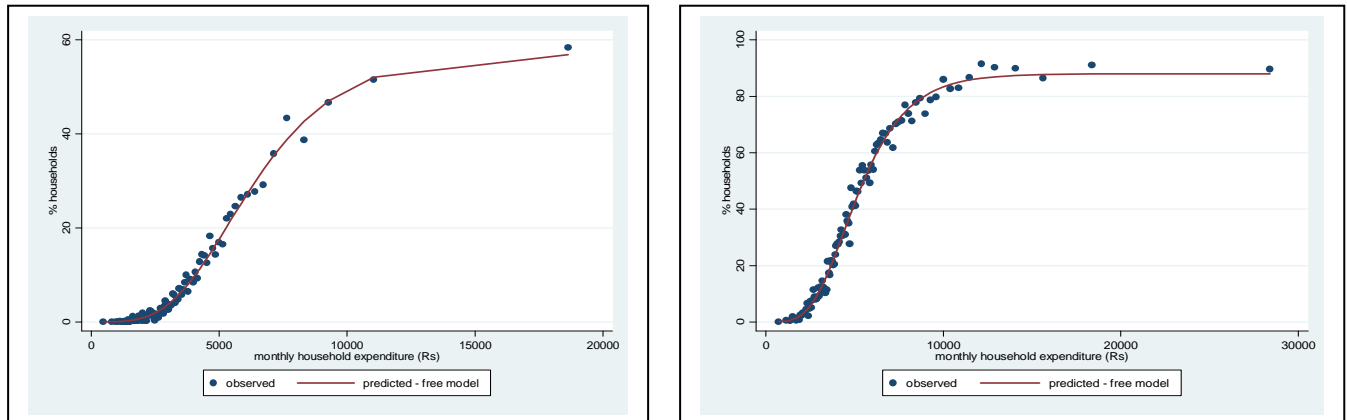 60
40
20
0
% households
0 5000 10000 15000 20000
monthly household expenditure (Rs)
observed predicted - free model
100
80
60
40
20
0
% households
0 10000 20000 30000
monthly household expenditure (Rs)
observed predicted - free model